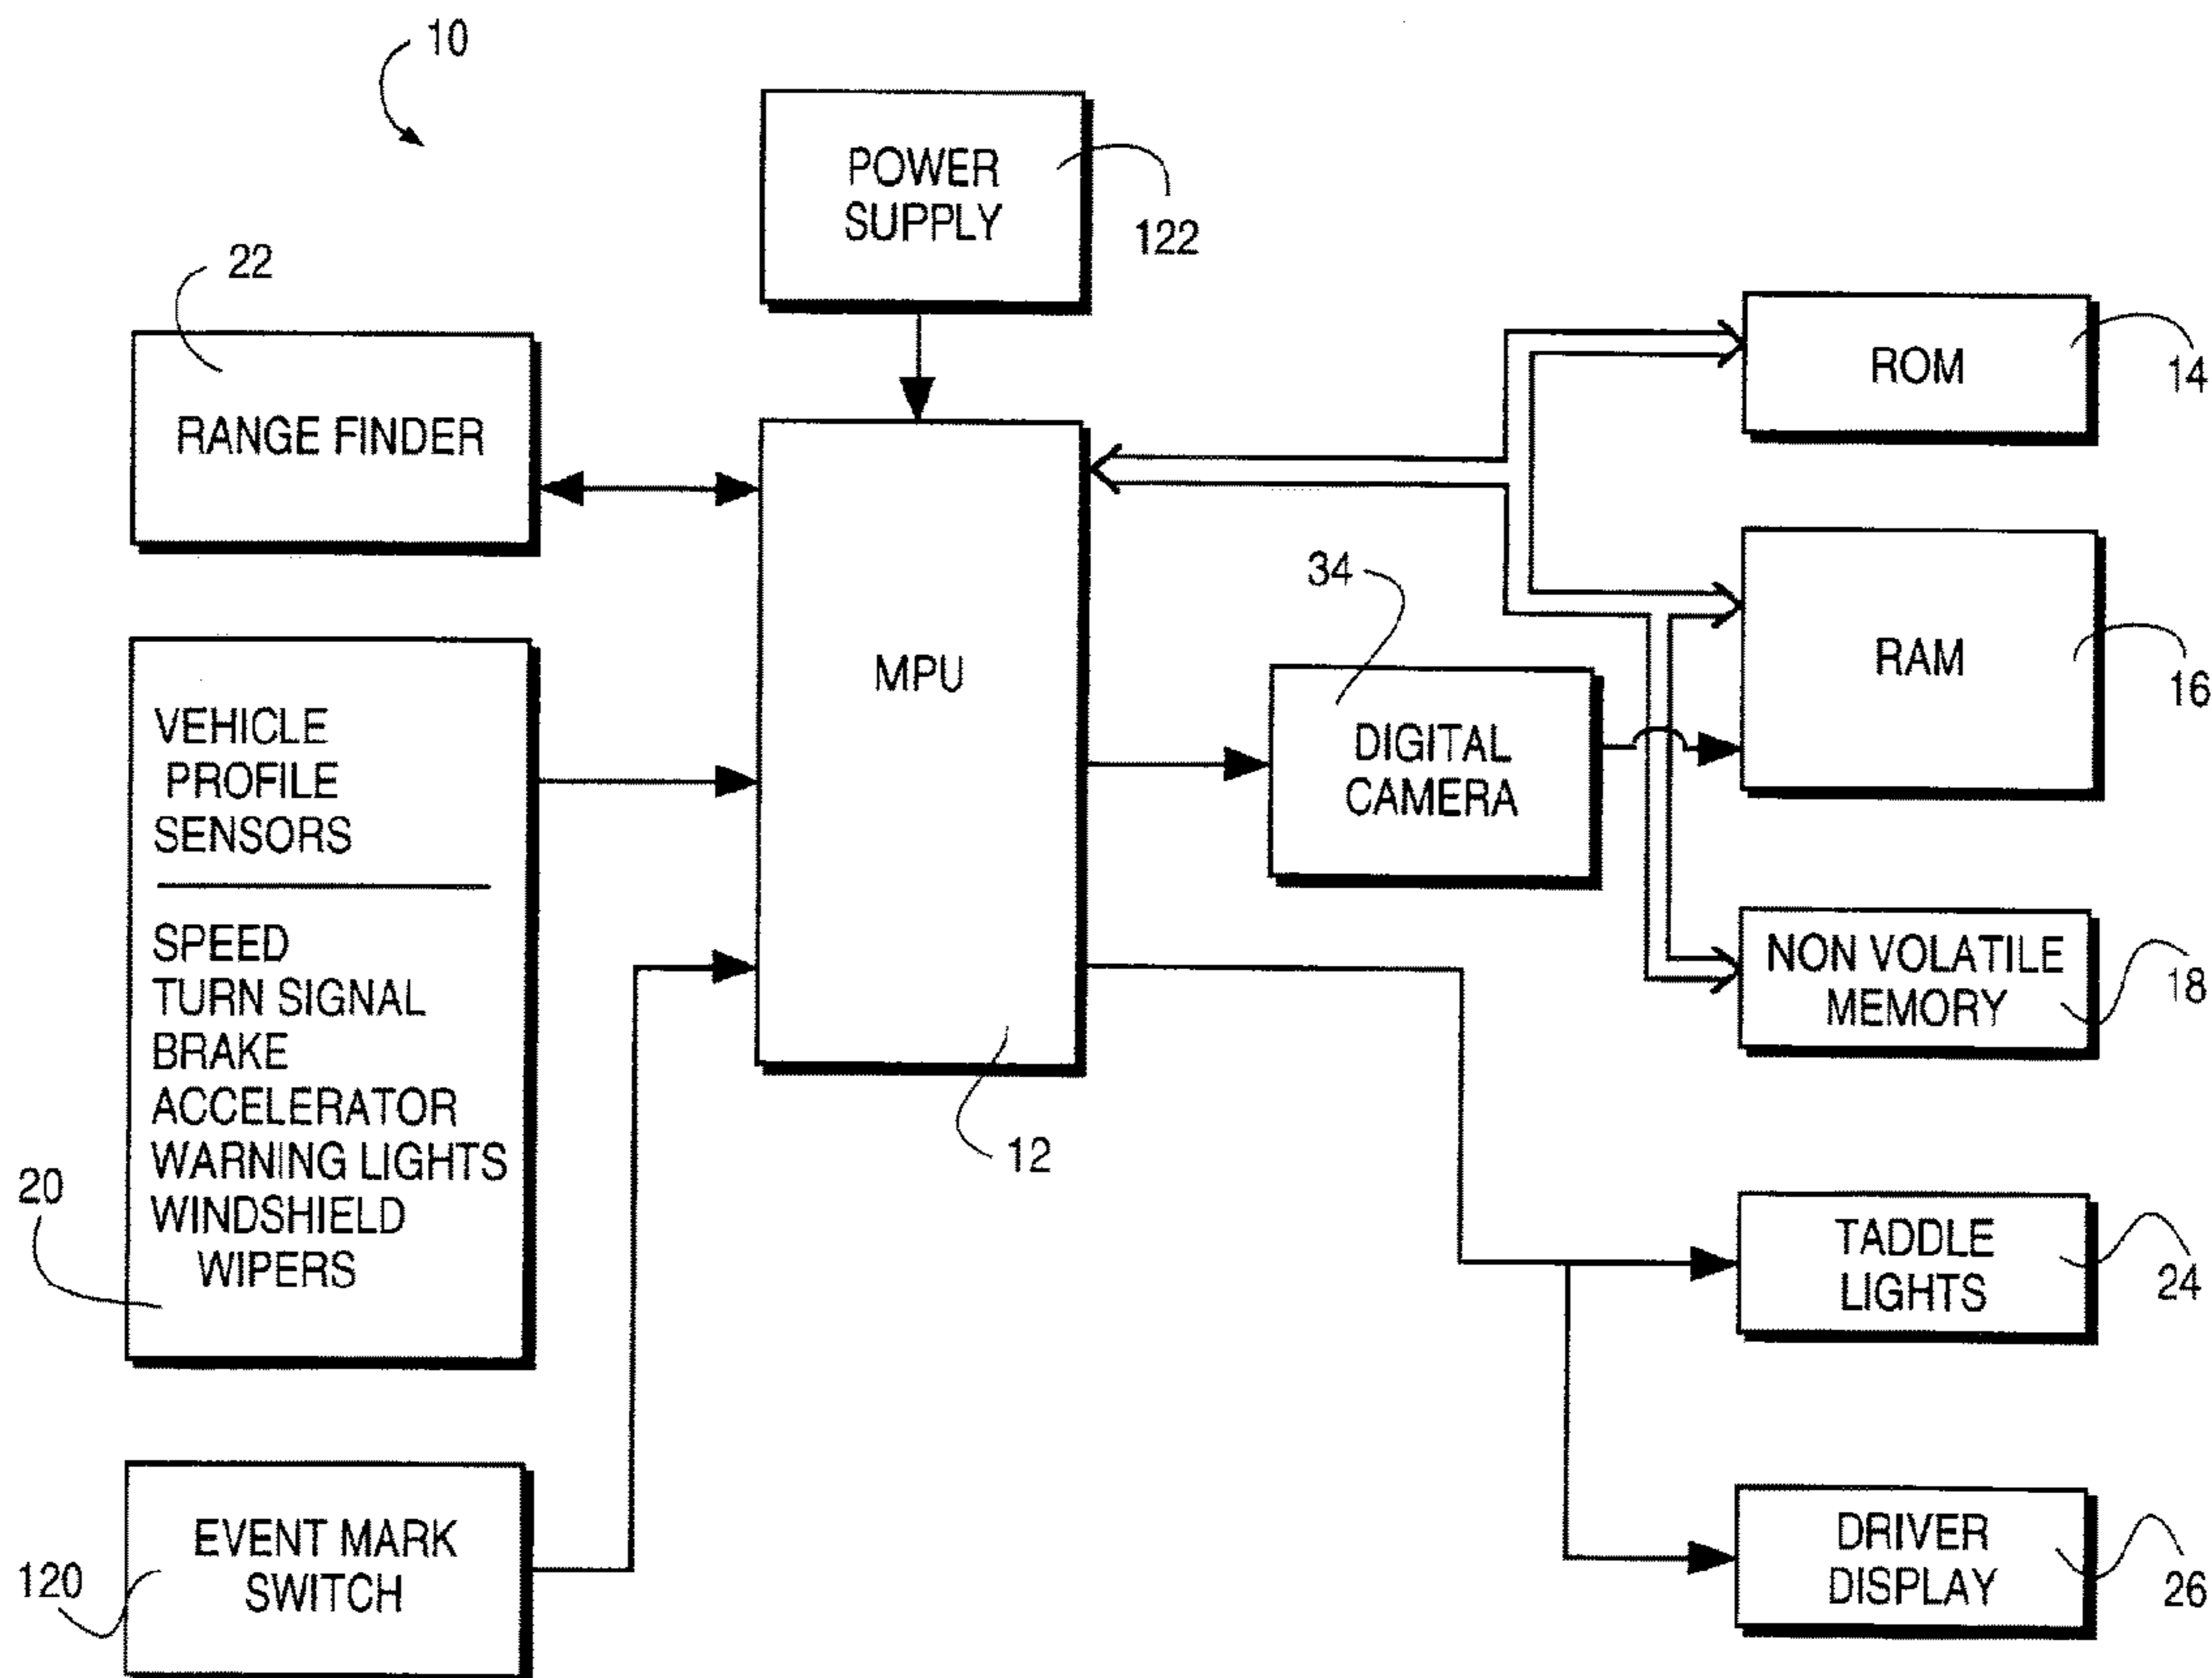 10
POWER
SUPPLY
122
22
RANGE FINDER
ROM
14
MPU
12
34
DIGITAL
CAMERA
RAM
16
VEHICLE
PROFILE
SENSORS
SPEED
TURN SIGNAL
BRAKE
ACCELERATOR
WARNING LIGHTS
WINDSHIELD
WIPERS
20
NON VOLATILE
MEMORY
18
TADDLE
LIGHTS
24
EVENT MARK
SWITCH
120
DRIVER
DISPLAY
26